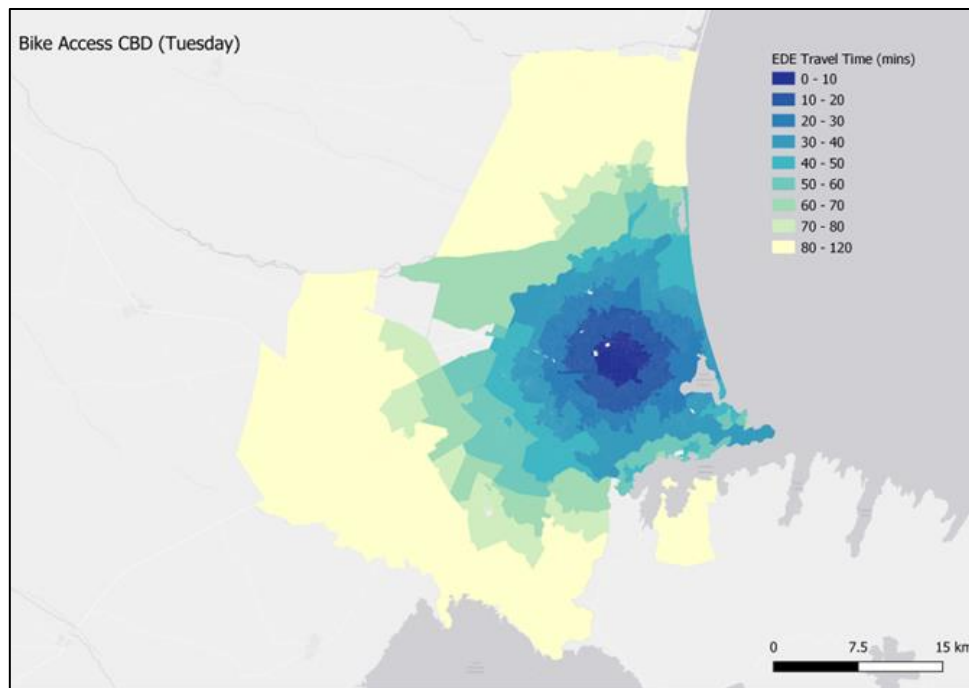 Bike Access CBD (Tuesday)
EDE Travel Time (mins)
0 - 10
10 - 20
20 - 30
30 - 40
40 - 50
50 - 60
60 - 70
70 - 80
80 - 120
0 7.5 15 km